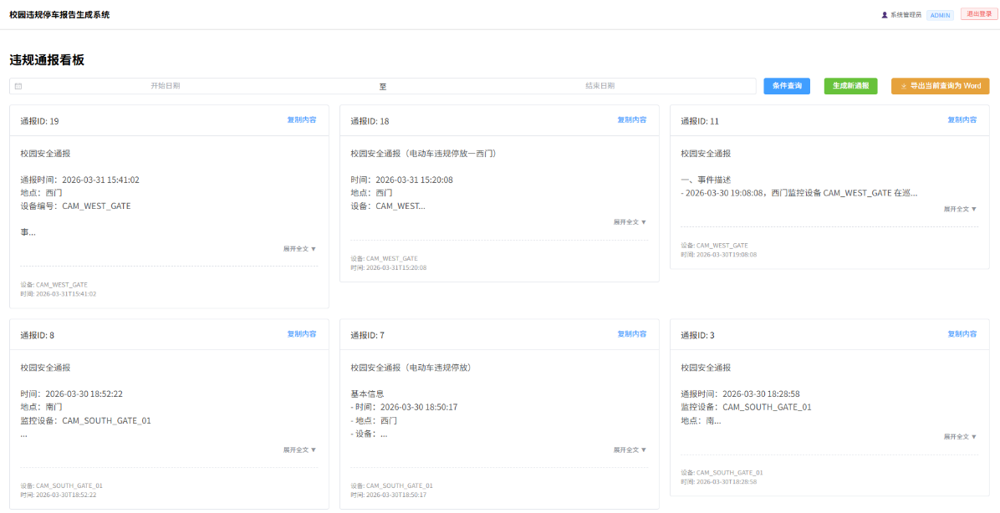 校园违规停车报告生成系统
系统管理员 ADMIN 退出登录
违规通报看板
开始日期 至 结束日期 条件查询 生成新通报 导出当前查询为 Word
通报ID: 19 复制内容
校园安全通报
通报时间：2026-03-31 15:41:02
地点：西门
设备编号：CAM_WEST_GATE
事...
展开全文 ▼
设备: CAM_WEST_GATE
时间: 2026-03-31T15:41:02
通报ID: 18 复制内容
校园安全通报（电动车违规停放—西门）
时间：2026-03-31 15:20:08
地点：西门
设备：CAM_WEST...
展开全文 ▼
设备: CAM_WEST_GATE
时间: 2026-03-31T15:20:08
通报ID: 11 复制内容
校园安全通报
一、事件描述
- 2026-03-30 19:08:08，西门监控设备 CAM_WEST_GATE 在巡...
展开全文 ▼
设备: CAM_WEST_GATE
时间: 2026-03-30T19:08:08
通报ID: 8 复制内容
校园安全通报
时间：2026-03-30 18:52:22
地点：南门
监控设备：CAM_SOUTH_GATE_01
...
展开全文 ▼
设备: CAM_SOUTH_GATE_01
时间: 2026-03-30T18:52:22
通报ID: 7 复制内容
校园安全通报（电动车违规停放）
基本信息
- 时间：2026-03-30 18:50:17
- 地点：西门
- 设备：...
展开全文 ▼
设备: CAM_SOUTH_GATE_01
时间: 2026-03-30T18:50:17
通报ID: 3 复制内容
校园安全通报
通报时间：2026-03-30 18:28:58
监控设备：CAM_SOUTH_GATE_01
地点：南...
展开全文 ▼
设备: CAM_SOUTH_GATE_01
时间: 2026-03-30T18:28:58